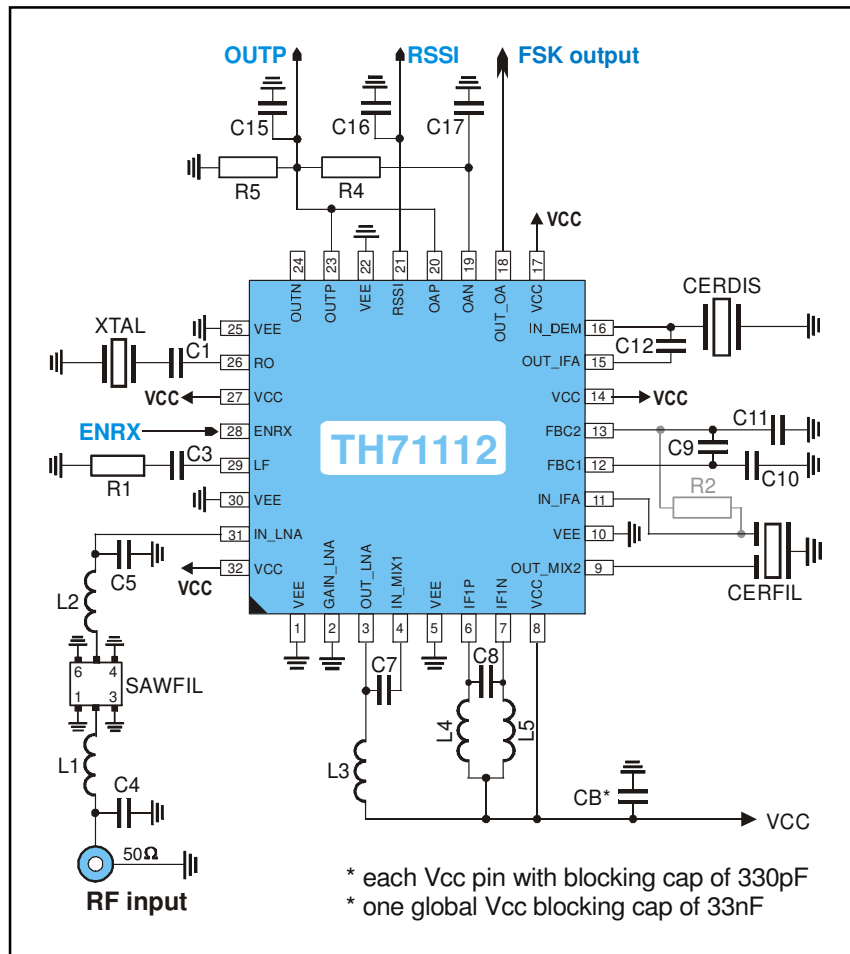 OUTP RSSI FSK output
C15 C16 C17
R5 R4
VCC
24 23 22 21 20 19 18 17
OUTN OUTP VEE RSSI OAP OAN OUT_OA VCC
XTAL C1
25 VEE
26 RO
VCC 27 VCC
ENRX 28 ENRX
R1 C3 29 LF
30 VEE
31 IN_LNA
VCC 32 VCC
TH71112
CERDIS
IN_DEM 16
C12
OUT_IFA 15
VCC 14 VCC
FBC2 13 C11
C9
FBC1 12 C10
IN_IFA 11 R2
VEE 10
OUT_MIX2 9
CERFIL
VEE GAIN_LNA OUT_LNA IN_MIX1 VEE IF1P IF1N VCC
1 2 3 4 5 6 7 8
C5
L2
6 4
1 3
SAWFIL
L1
C4
50Ω
RF input
C7
L3
C8
L4 L5
CB*
VCC
* each Vcc pin with blocking cap of 330pF
* one global Vcc blocking cap of 33nF